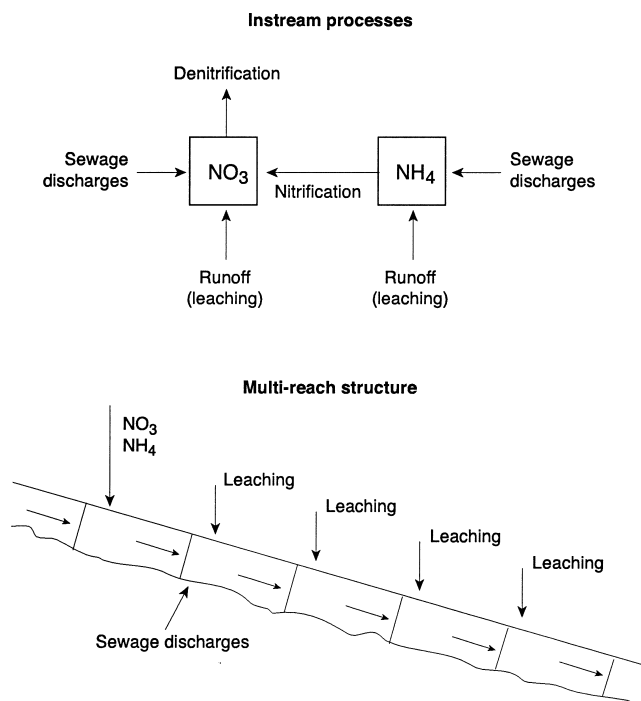 Instream processes
Denitrification
Sewage
discharges
NO3
Nitrification
NH4
Sewage
discharges
Runoff
(leaching)
Runoff
(leaching)
Multi-reach structure
NO3
NH4
Leaching
Leaching
Leaching
Leaching
Sewage discharges